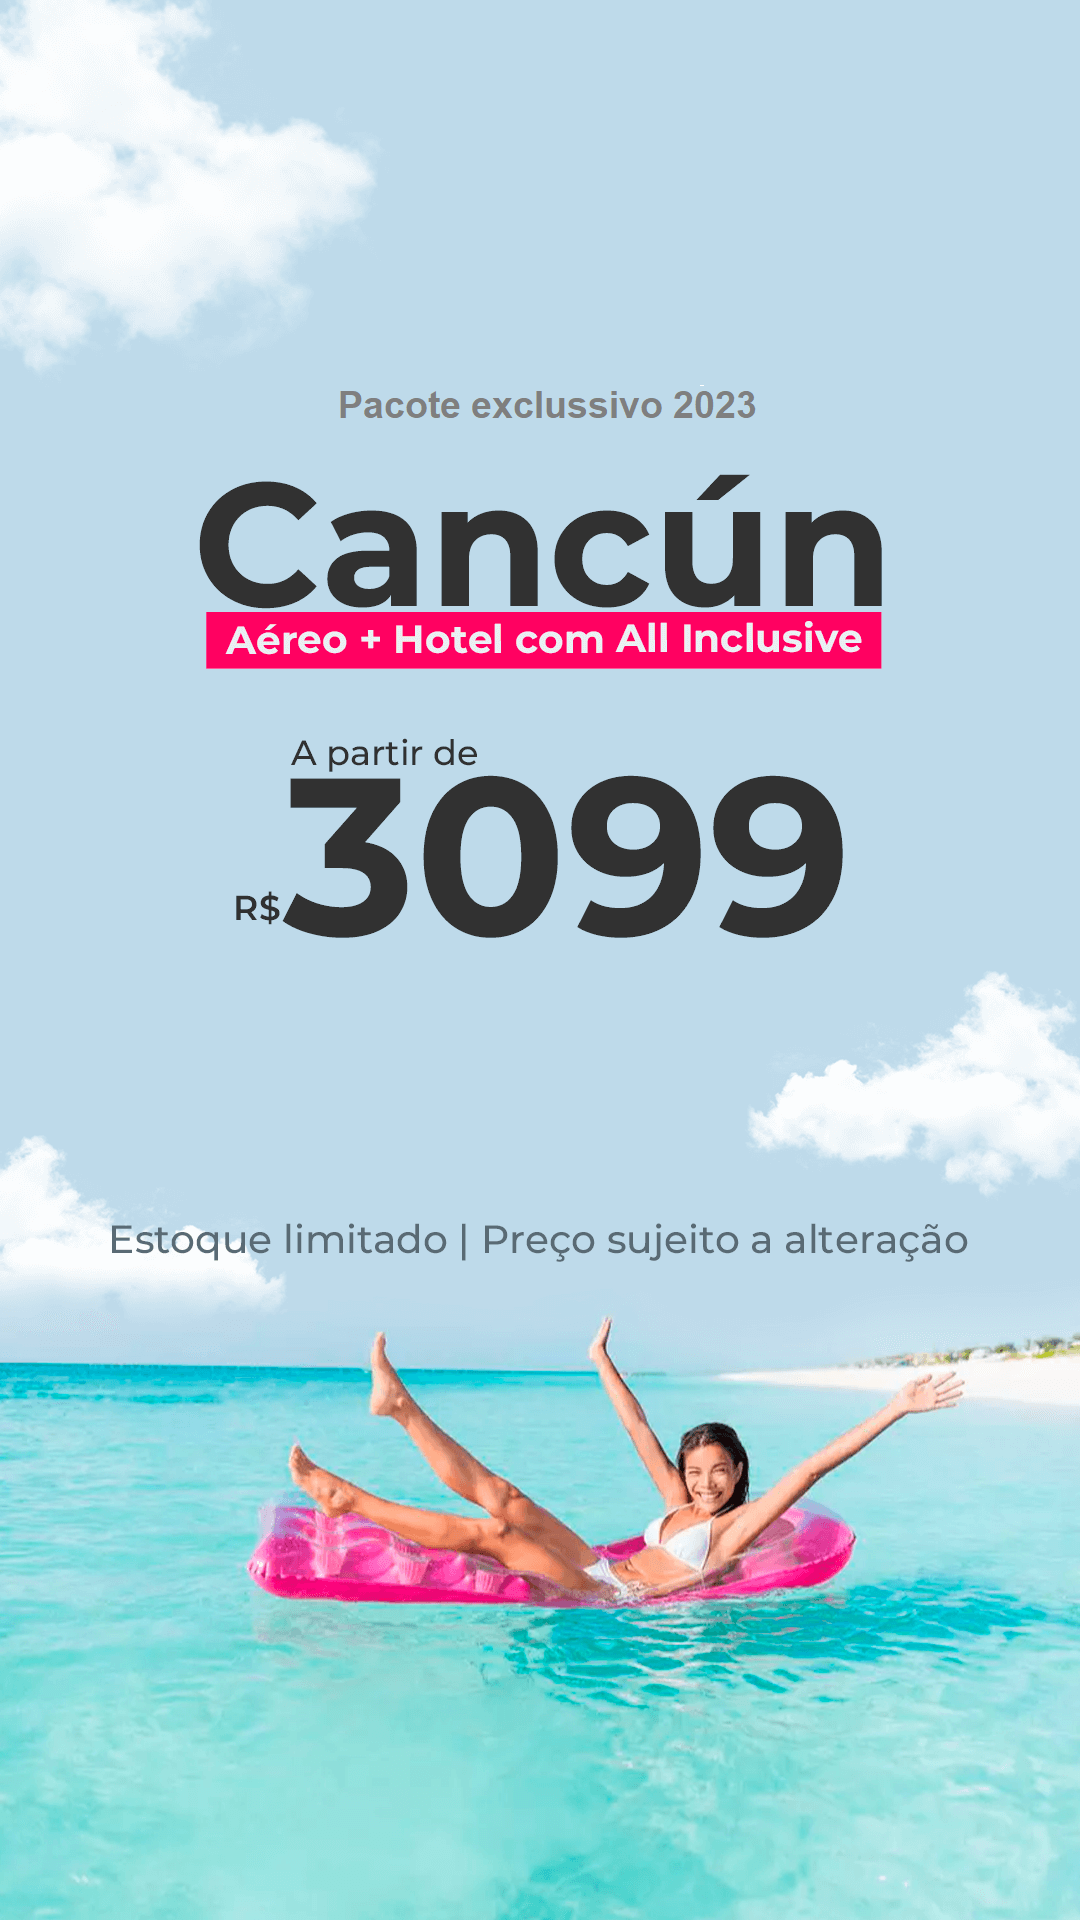 Pacote exclussivo 2023
Cancún
Aéreo + Hotel com All Inclusive
A partir de
R$3099
Estoque limitado | Preço sujeito a alteração